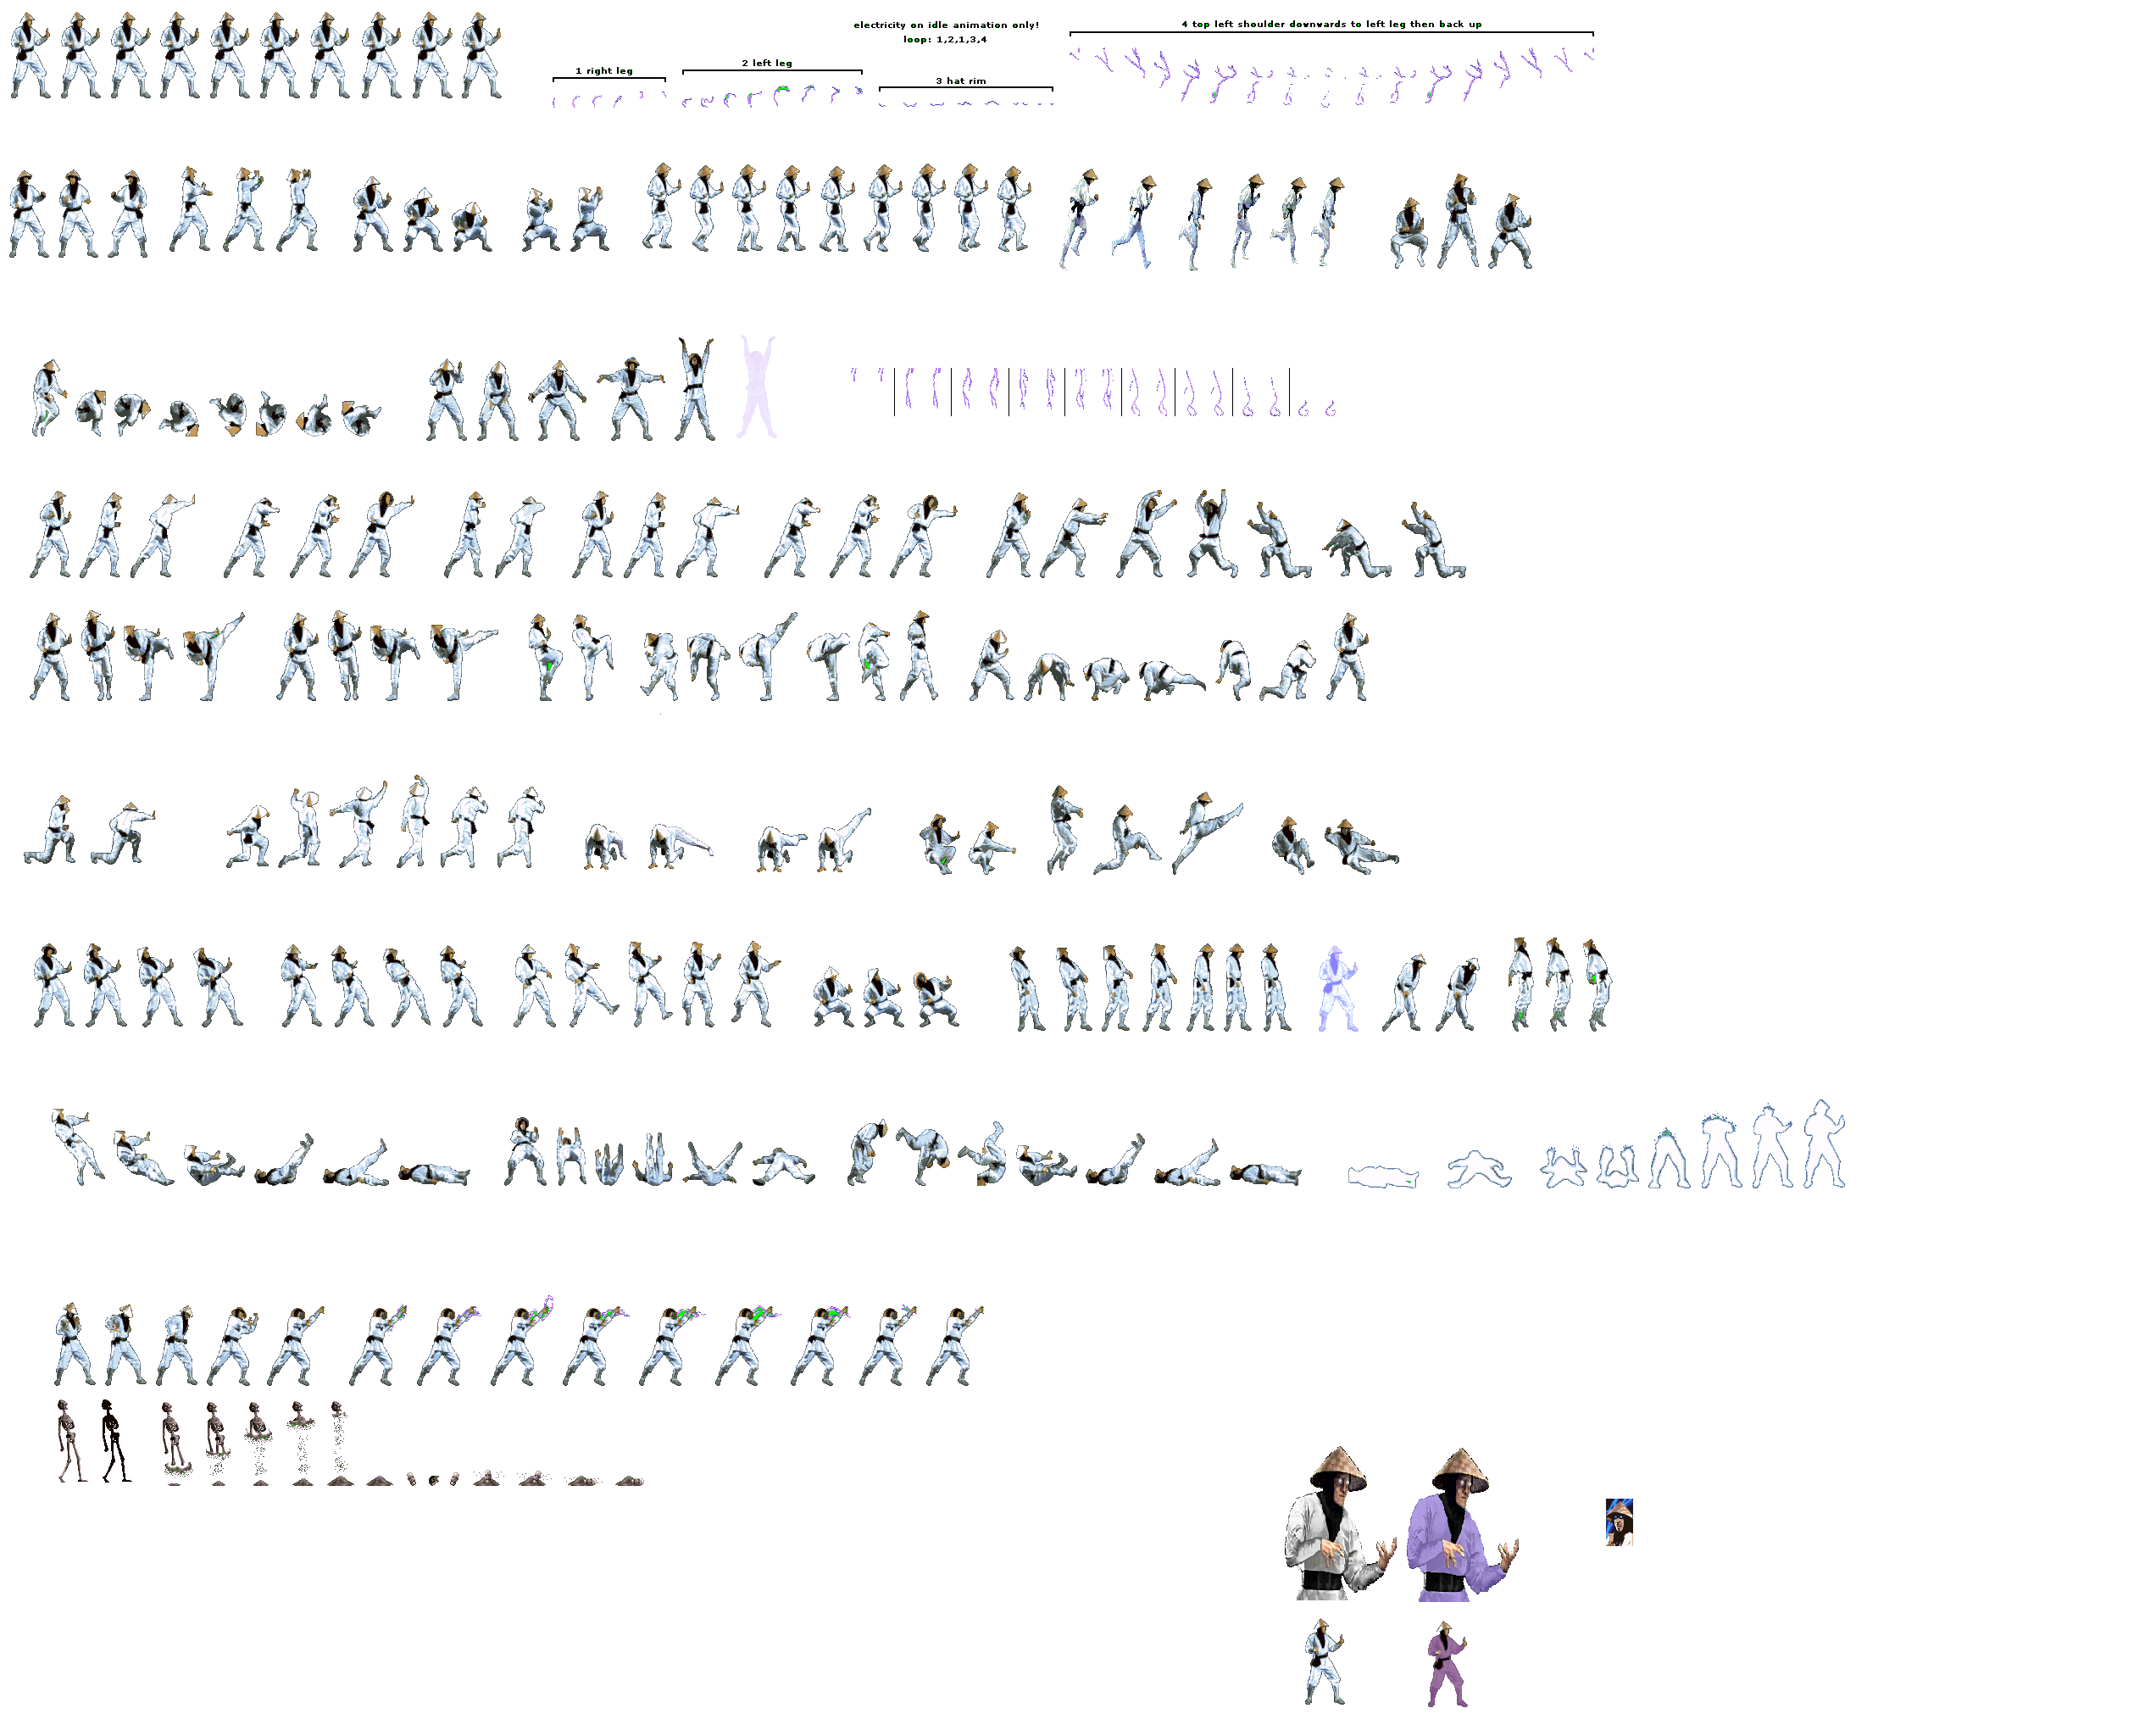 electricity on idle animation only!
loop: 1,2,1,3,4
4 top left shoulder downwards to left leg then back up
1 right leg
2 left leg
3 hat rim